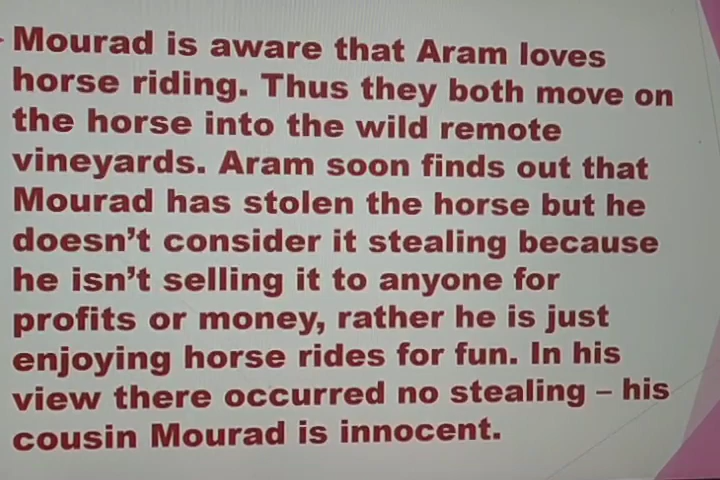 Mourad is aware that Aram loves
horse riding. Thus they both move on
the horse into the wild remote
vineyards. Aram soon finds out that
Mourad has stolen the horse but he
doesn't consider it stealing because
he isn't selling it to anyone for
profits or money, rather he is just
enjoying horse rides for fun. In his
view there occurred no stealing – his
cousin Mourad is innocent.